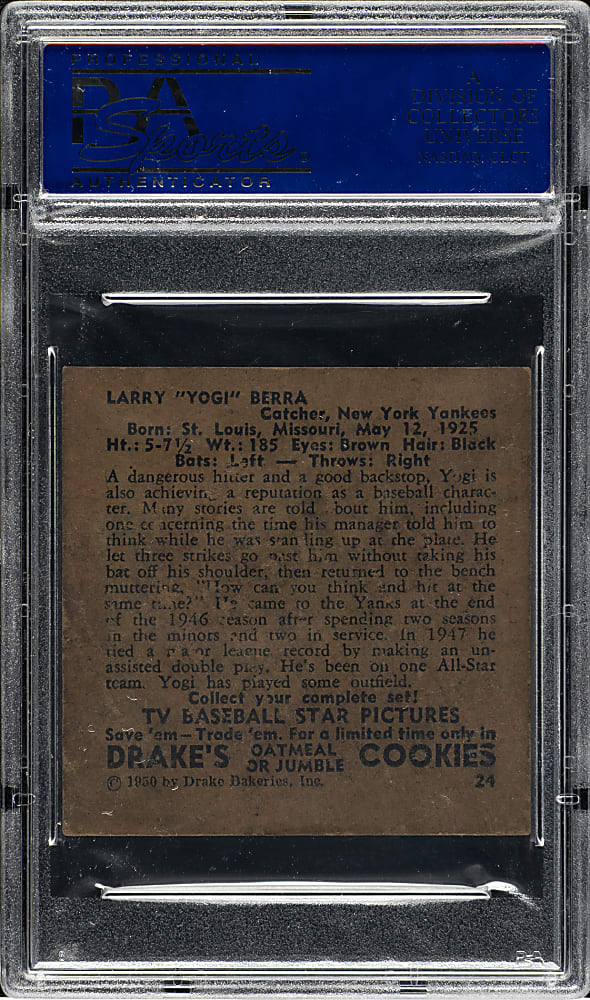 PROFESSIONAL
PSA
Sports®
AUTHENTICATOR
A
DIVISION OF
COLLECTORS
UNIVERSE
NASDAQ: CLCT
LARRY "YOGI" BERRA
Catcher, New York Yankees
Born: St. Louis, Missouri, May 12, 1925
Ht.: 5-7½ Wt.: 185 Eyes: Brown Hair: Black
Bats: Left — Throws: Right
A dangerous hitter and a good backstop, Yogi is
also achieving a reputation as a baseball charac-
ter. Many stories are told about him, including
one concerning the time his manager told him to
think while he was standing up at the plate. He
let three strikes go past him without taking his
bat off his shoulder, then returned to the bench
muttering, "How can you think and hit at the
same time?" He came to the Yanks at the end
of the 1946 season after spending two seasons
in the minors and two in service. In 1947 he
tied a major league record by making an un-
assisted double play. He's been on one All-Star
team. Yogi has played some outfield.
Collect your complete set!
TV BASEBALL STAR PICTURES
Save 'em—Trade 'em. For a limited time only in
DRAKE'S OATMEAL OR JUMBLE COOKIES
© 1950 by Drake Bakeries, Inc. 24
PSA